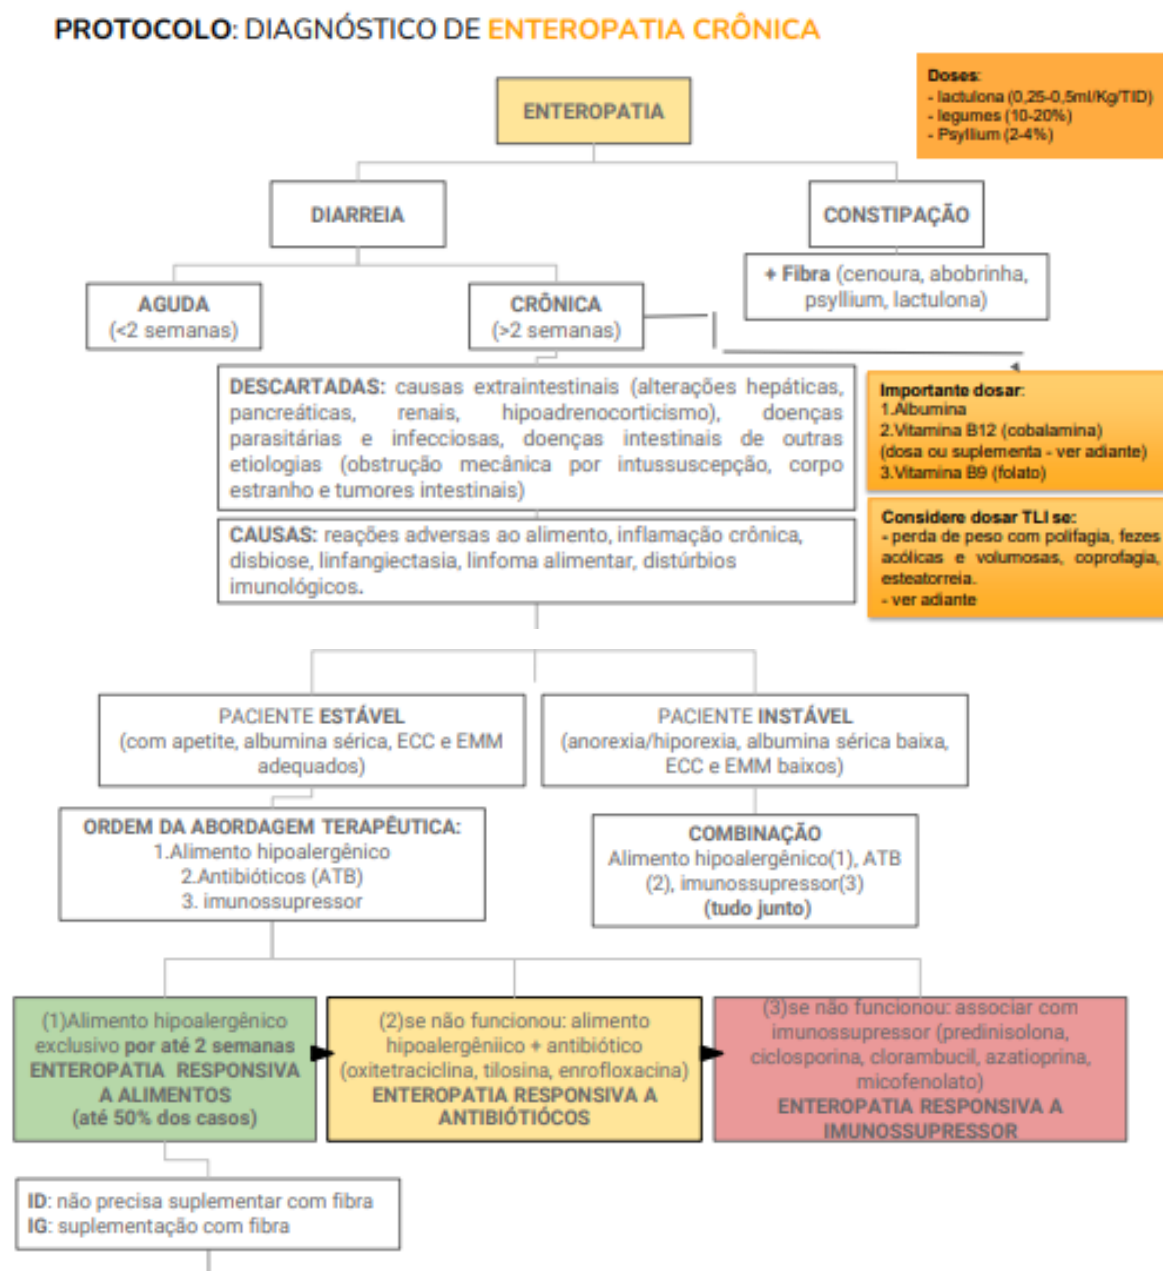 PROTOCOLO: DIAGNÓSTICO DE ENTEROPATIA CRÔNICA
Doses:
- lactulona (0,25-0,5ml/Kg/TID)
- legumes (10-20%)
- Psyllium (2-4%)
ENTEROPATIA
DIARREIA
CONSTIPAÇÃO
+ Fibra (cenoura, abobrinha,
psyllium, lactulona)
AGUDA
(<2 semanas)
CRÔNICA
(>2 semanas)
DESCARTADAS: causas extraintestinais (alterações hepáticas,
pancreáticas, renais, hipoadrenocorticismo), doenças
parasitárias e infecciosas, doenças intestinais de outras
etiologias (obstrução mecânica por intussuscepção, corpo
estranho e tumores intestinais)
Importante dosar:
1.Albumina
2.Vitamina B12 (cobalamina)
(dosa ou suplementa - ver adiante)
3.Vitamina B9 (folato)
CAUSAS: reações adversas ao alimento, inflamação crônica,
disbiose, linfangiectasia, linfoma alimentar, distúrbios
imunológicos.
Considere dosar TLI se:
- perda de peso com polifagia, fezes
acólicas e volumosas, coprofagia,
esteatorreia.
- ver adiante
PACIENTE ESTÁVEL
(com apetite, albumina sérica, ECC e EMM
adequados)
PACIENTE INSTÁVEL
(anorexia/hiporexia, albumina sérica baixa,
ECC e EMM baixos)
ORDEM DA ABORDAGEM TERAPÊUTICA:
1.Alimento hipoalergênico
2.Antibióticos (ATB)
3. imunossupressor
COMBINAÇÃO
Alimento hipoalergênico(1), ATB
(2), imunossupressor(3)
(tudo junto)
(1)Alimento hipoalergênico
exclusivo por até 2 semanas
ENTEROPATIA RESPONSIVA
A ALIMENTOS
(até 50% dos casos)
(2)se não funcionou: alimento
hipoalergêniico + antibiótico
(oxitetraciclina, tilosina, enrofloxacina)
ENTEROPATIA RESPONSIVA A
ANTIBIÓTIÓCOS
(3)se não funcionou: associar com
imunossupressor (predinisolona,
ciclosporina, clorambucil, azatioprina,
micofenolato)
ENTEROPATIA RESPONSIVA A
IMUNOSSUPRESSOR
ID: não precisa suplementar com fibra
IG: suplementação com fibra